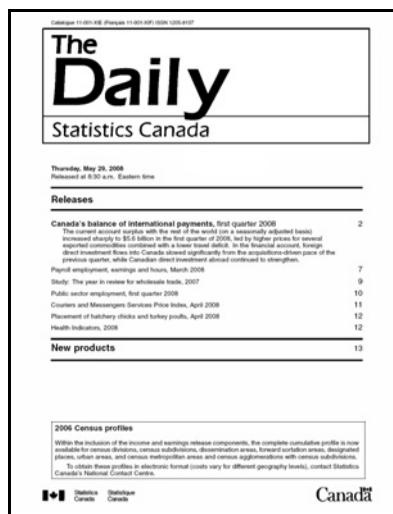 Catalogue 11-001-XIE (Français 11-001-XIF) ISSN 1205-9137
The
Daily
Statistics Canada
Thursday, May 29, 2008
Released at 8:30 a.m. Eastern time
Releases
Canada's balance of international payments, first quarter 2008 2
The current account surplus with the rest of the world (on a seasonally adjusted basis)
increased sharply to $5.6 billion in the first quarter of 2008, led by higher prices for several
exported commodities combined with a lower travel deficit. In the financial account, foreign
direct investment flows into Canada slowed significantly from the acquisitions-driven pace of the
previous quarter, while Canadian direct investment abroad continued to strengthen.
Payroll employment, earnings and hours, March 2008 7
Study: The year in review for wholesale trade, 2007 9
Public sector employment, first quarter 2008 10
Couriers and Messengers Services Price Index, April 2008 11
Placement of hatchery chicks and turkey poults, April 2008 12
Health Indicators, 2008 12
New products 13
2006 Census profiles
Within the inclusion of the income and earnings release components, the complete cumulative profile is now
available for census divisions, census subdivisions, dissemination areas, forward sortation areas, designated
places, urban areas, and census metropolitan areas and census agglomerations with census subdivisions.
To obtain these profiles in electronic format (costs vary for different geography levels), contact Statistics
Canada's National Contact Centre.
Statistics Statistique
Canada Canada
Canada